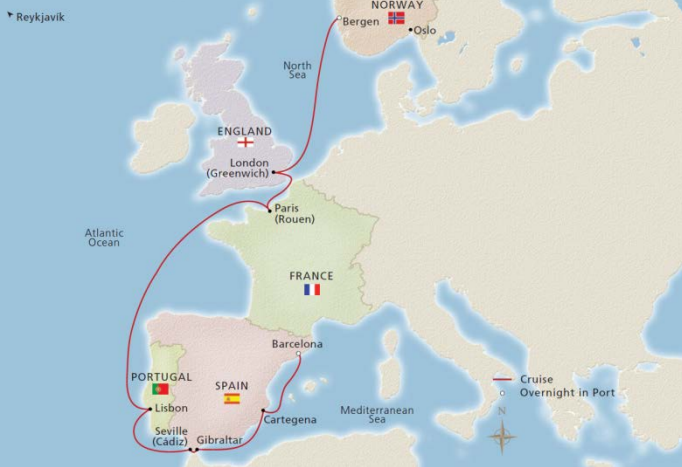 Reykjavik
NORWAY
Bergen
Oslo
North
Sea
ENGLAND
London
(Greenwich)
Paris
(Rouen)
Atlantic
Ocean
FRANCE
Barcelona
PORTUGAL
SPAIN
Cruise
Overnight in Port
Lisbon
Cartegena
Mediterranean
Sea
N
Seville
(Cádiz)
Gibraltar